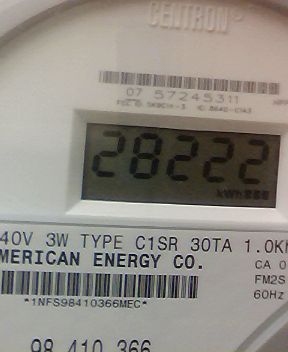 CENTRON®
07 57245311
28222
kWh
40V 3W TYPE C1SR 30TA 1.0K
MERICAN ENERGY CO.
CA 0
FM2S
60Hz
*1NFS98410366MEC*
98 410 366